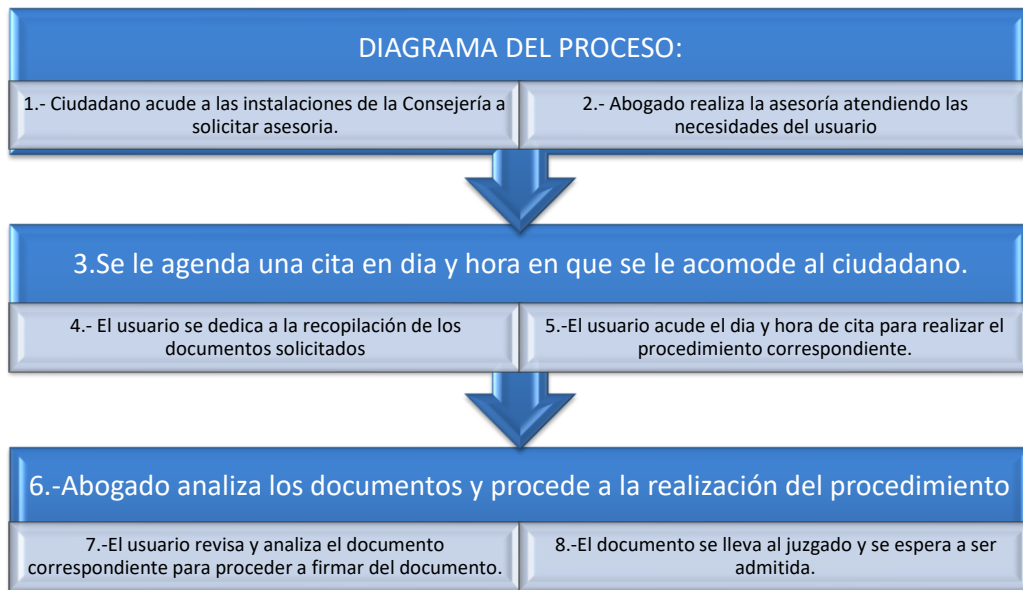 DIAGRAMA DEL PROCESO:
1.- Ciudadano acude a las instalaciones de la Consejería a
solicitar asesoria.
2.- Abogado realiza la asesoría atendiendo las
necesidades del usuario
3.Se le agenda una cita en dia y hora en que se le acomode al ciudadano.
4.- El usuario se dedica a la recopilación de los
documentos solicitados
5.-El usuario acude el dia y hora de cita para realizar el
procedimiento correspondiente.
6.-Abogado analiza los documentos y procede a la realización del procedimiento
7.-El usuario revisa y analiza el documento
correspondiente para proceder a firmar del documento.
8.-El documento se lleva al juzgado y se espera a ser
admitida.